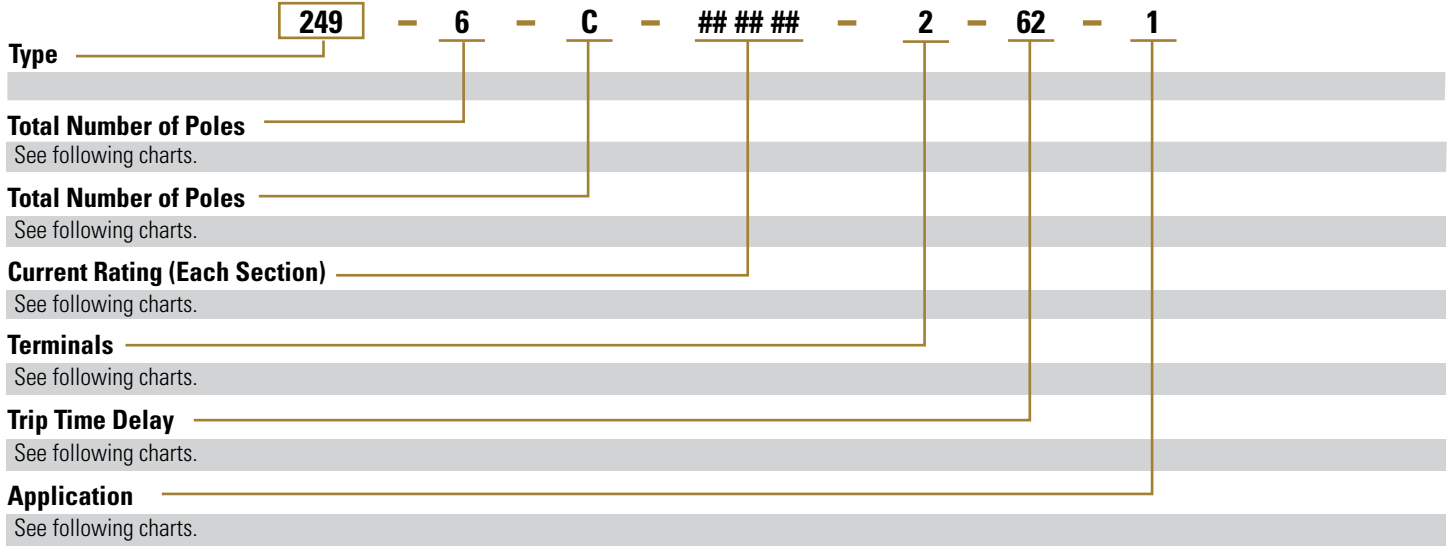 249 – 6 – C – ## ## ## – 2 – 62 – 1
Type
Total Number of Poles
See following charts.
Total Number of Poles
See following charts.
Current Rating (Each Section)
See following charts.
Terminals
See following charts.
Trip Time Delay
See following charts.
Application
See following charts.